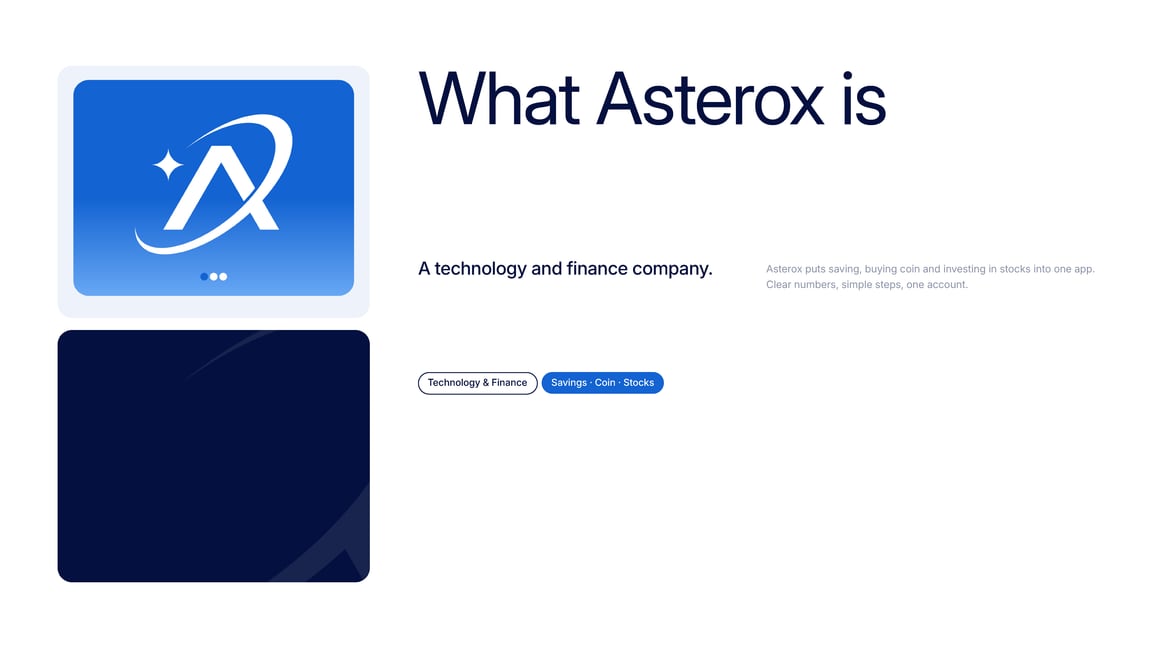 What Asterox is
A technology and finance company.
Asterox puts saving, buying coin and investing in stocks into one app.
Clear numbers, simple steps, one account.
Technology & Finance
Savings · Coin · Stocks